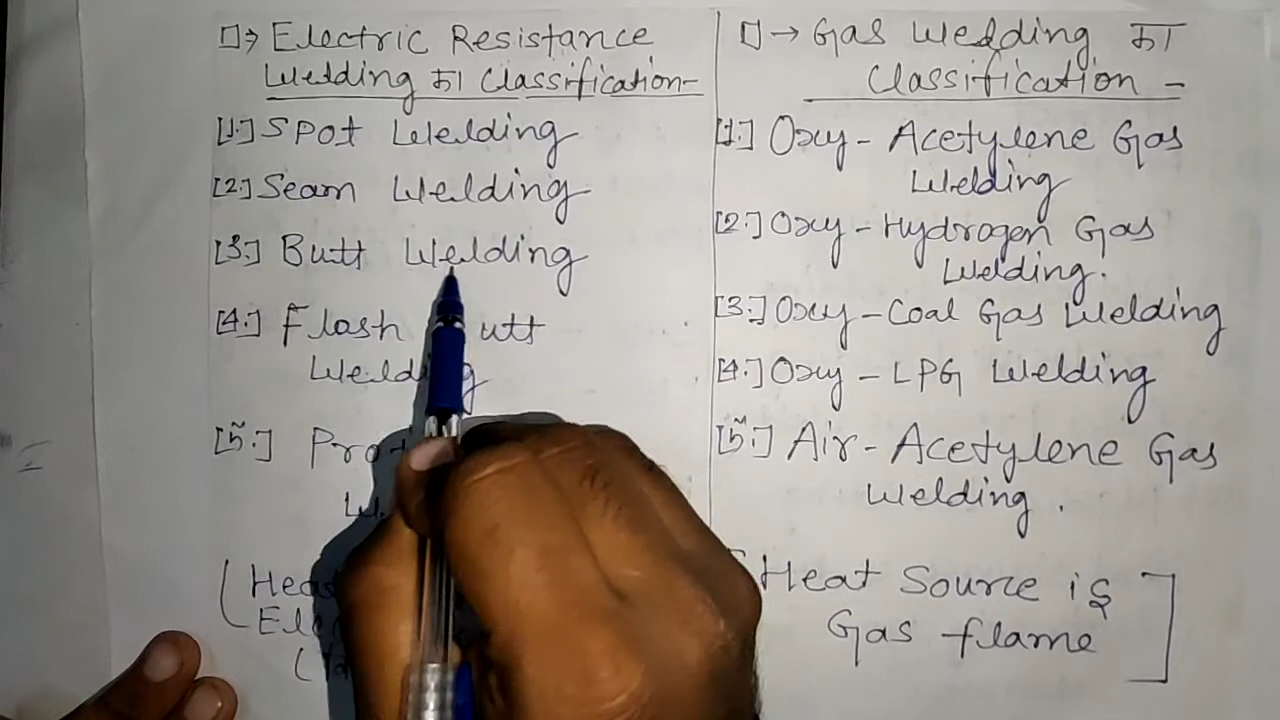 □→ Electric Resistance
Welding का Classification-
[1.] Spot Welding
[2.] Seam Welding
[3.] Butt Welding
[4.] Flash utt
Welding
[5.] Pro
□→ Gas Welding का
Classification -
[1.] Oxy - Acetylene Gas
Welding
[2.] Oxy - Hydrogen Gas
Welding.
[3.] Oxy - Coal Gas Welding
[4.] Oxy - LPG Welding
[5.] Air - Acetylene Gas
Welding .
Heat Source is
Gas flame